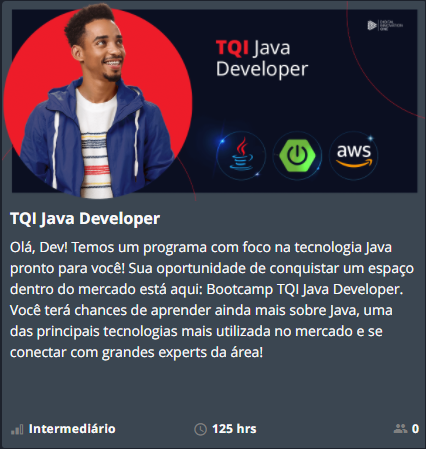 DIGITAL
INNOVATION
ONE
TQI Java
Developer
aws
TQI Java Developer
Olá, Dev! Temos um programa com foco na tecnologia Java
pronto para você! Sua oportunidade de conquistar um espaço
dentro do mercado está aqui: Bootcamp TQI Java Developer.
Você terá chances de aprender ainda mais sobre Java, uma
das principais tecnologias mais utilizada no mercado e se
conectar com grandes experts da área!
Intermediário 125 hrs 0